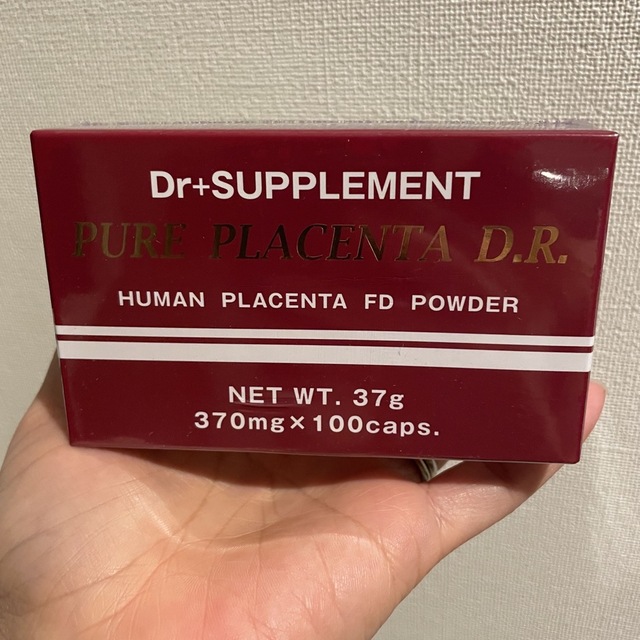 Dr+SUPPLEMENT
PURE PLACENTA D.R.
HUMAN PLACENTA FD POWDER
NET WT. 37g
370mg×100caps.